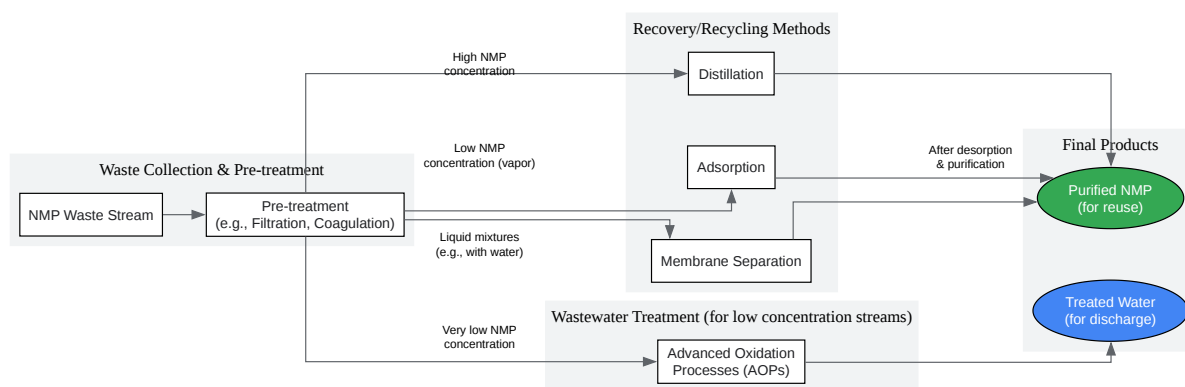 Recovery/Recycling Methods
High NMP
concentration
Distillation
Low NMP
concentration (vapor)
Adsorption
After desorption
& purification
Final Products
Waste Collection & Pre-treatment
NMP Waste Stream
Pre-treatment
(e.g., Filtration, Coagulation)
Purified NMP
(for reuse)
Liquid mixtures
(e.g., with water)
Membrane Separation
Treated Water
(for discharge)
Wastewater Treatment (for low concentration streams)
Very low NMP
concentration
Advanced Oxidation
Processes (AOPs)